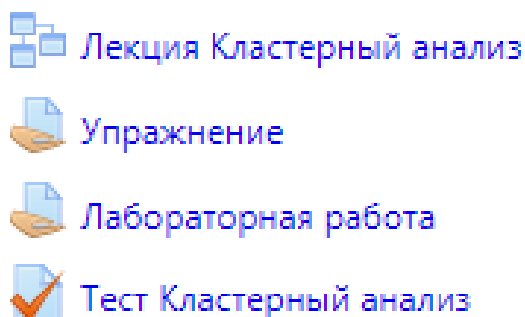 Лекция Кластерный анализ
Упражнение
Лабораторная работа
Тест Кластерный анализ